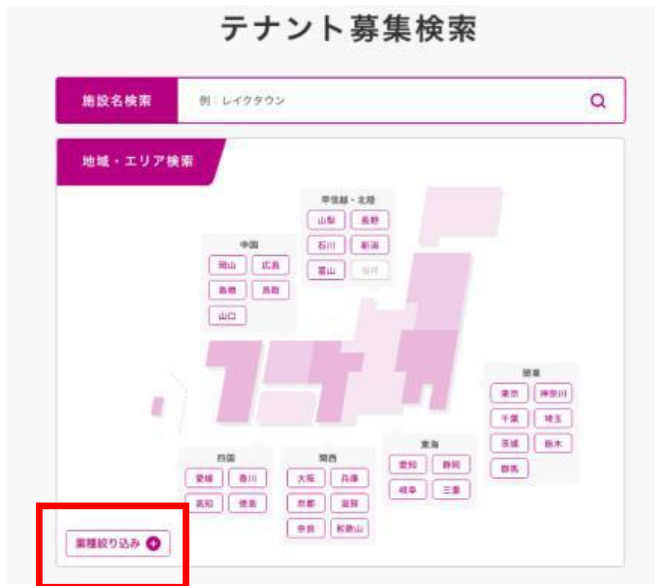 テナント募集検索
施設名検索
例：レイクタウン
地域・エリア検索
甲信越・北陸
山梨 長野
石川 新潟
富山 福井
中国
岡山 広島
島根 鳥取
山口
関東
東京 神奈川
千葉 埼玉
茨城 栃木
群馬
東海
愛知 静岡
岐阜 三重
四国
愛媛 香川
高知 徳島
関西
大阪 兵庫
京都 滋賀
奈良 和歌山
業種絞り込み